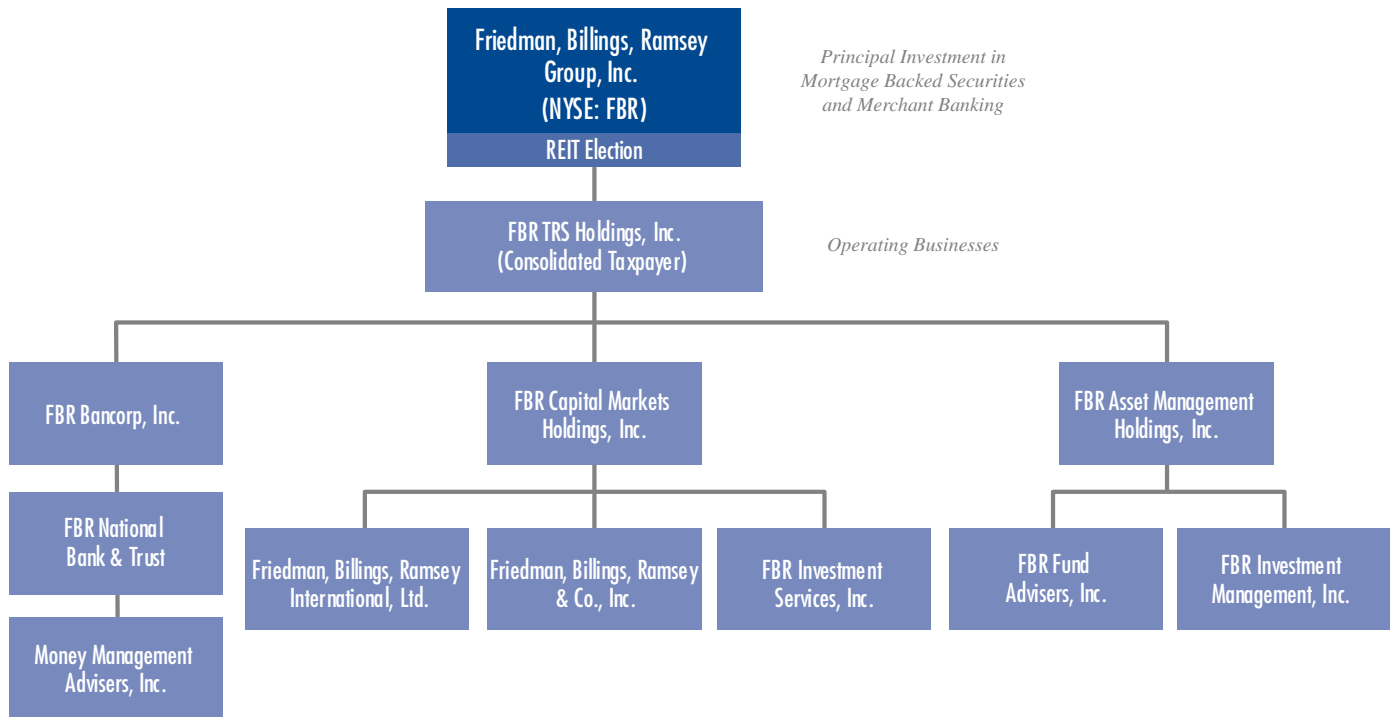 Friedman, Billings, Ramsey
Group, Inc.
(NYSE: FBR)
REIT Election
Principal Investment in
Mortgage Backed Securities
and Merchant Banking
FBR TRS Holdings, Inc.
(Consolidated Taxpayer)
Operating Businesses
FBR Bancorp, Inc.
FBR Capital Markets
Holdings, Inc.
FBR Asset Management
Holdings, Inc.
FBR National
Bank & Trust
Friedman, Billings, Ramsey
International, Ltd.
Friedman, Billings, Ramsey
& Co., Inc.
FBR Investment
Services, Inc.
FBR Fund
Advisers, Inc.
FBR Investment
Management, Inc.
Money Management
Advisers, Inc.